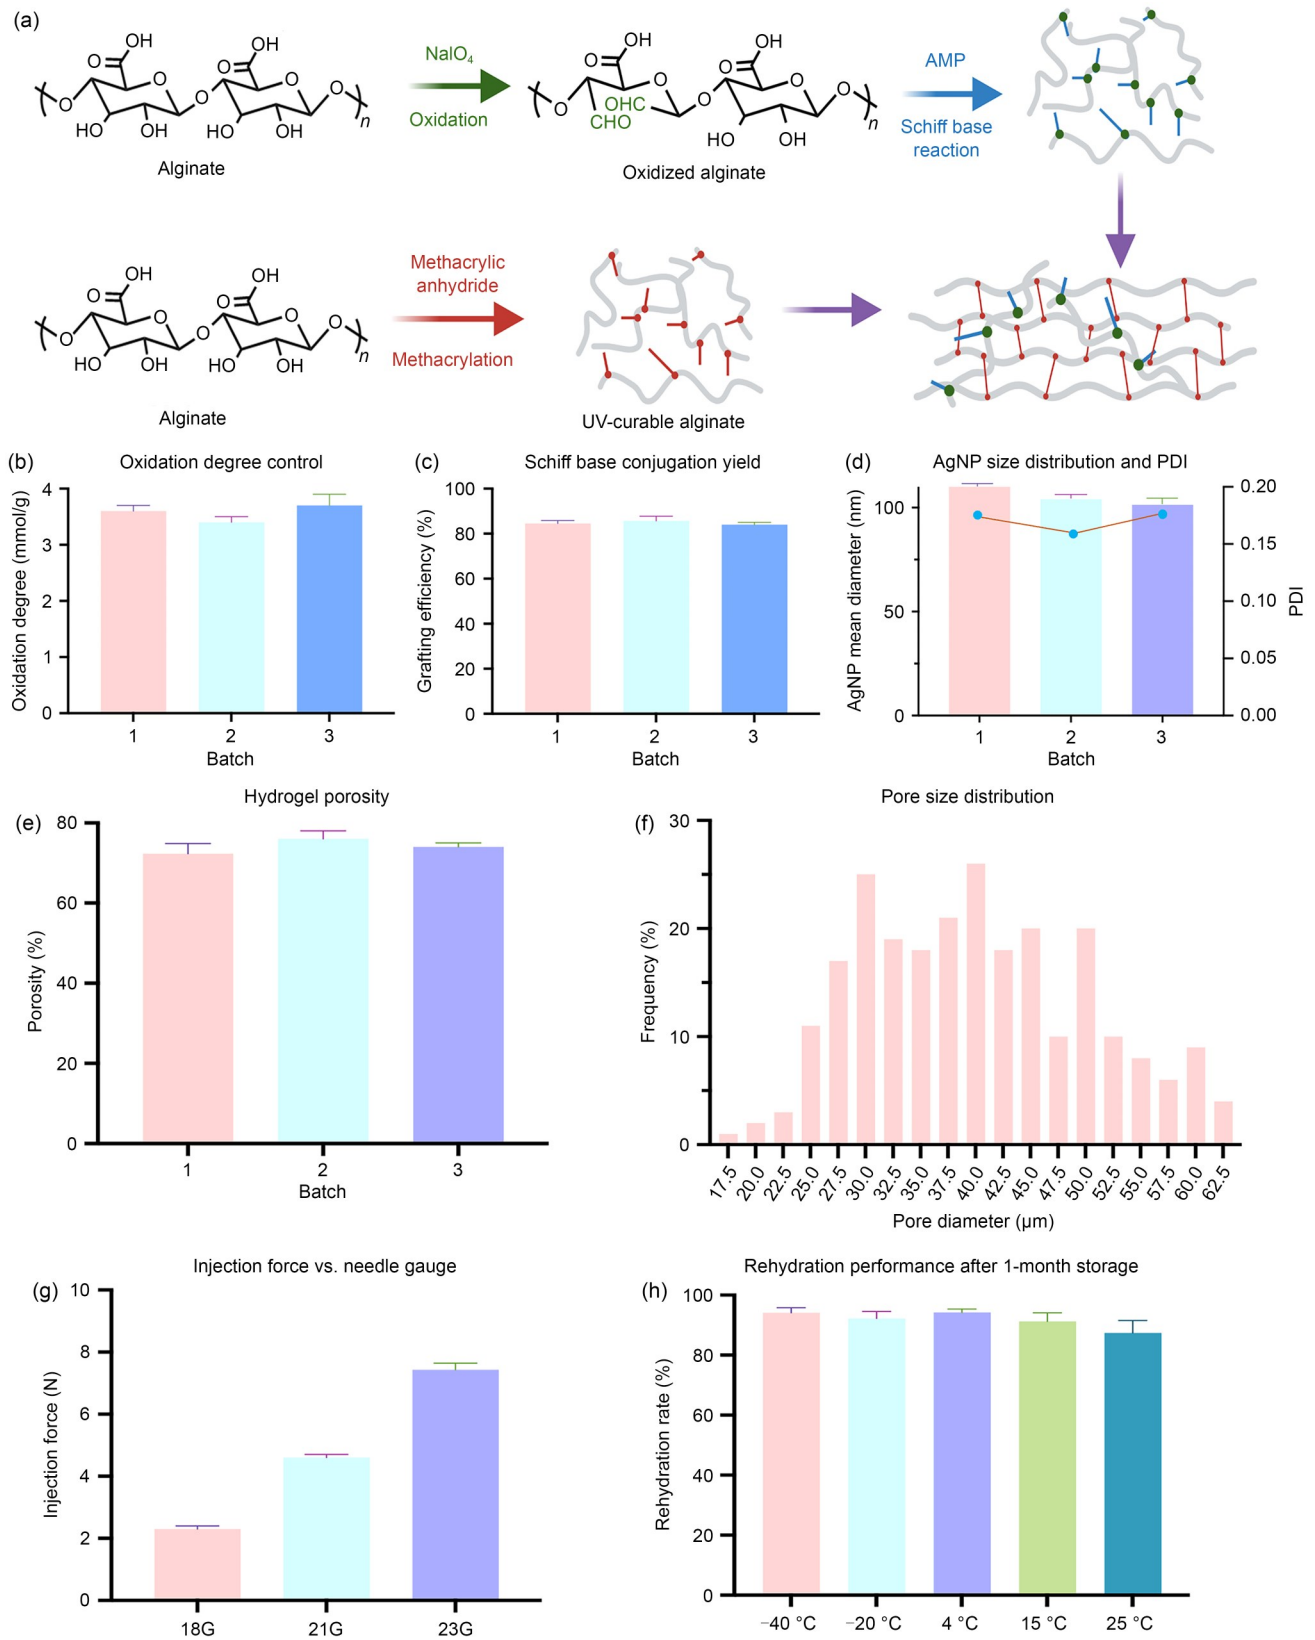 (a)
O
OH
O
O
OH
O
NaIO4
O
OH
O
O
OH
O
AMP
O
O
O
n
HO
OH
HO
OH
Oxidation
O
OHC
CHO
O
O
n
HO
OH
Schiff base
reaction
Alginate
Oxidized alginate
O
OH
O
O
OH
O
Methacrylic
anhydride
O
O
O
n
HO
OH
HO
OH
Methacrylation
Alginate
UV-curable alginate
(b)
Oxidation degree control
Oxidation degree (mmol/g)
4
3
2
1
0
1
2
3
Batch
(c)
Schiff base conjugation yield
Grafting efficiency (%)
100
80
60
40
20
0
1
2
3
Batch
(d)
AgNP size distribution and PDI
AgNP mean diameter (nm)
100
50
0
0.20
0.15
0.10
0.05
0.00
PDI
1
2
3
Batch
(e)
Hydrogel porosity
Porosity (%)
80
60
40
20
0
1
2
3
Batch
(f)
Pore size distribution
Frequency (%)
30
20
10
0
17.5
20.0
22.5
25.0
27.5
30.0
32.5
35.0
37.5
40.0
42.5
45.0
47.5
50.0
52.5
55.0
57.5
60.0
62.5
Pore diameter (μm)
(g)
Injection force vs. needle gauge
Injection force (N)
10
8
6
4
2
0
18G
21G
23G
(h)
Rehydration performance after 1-month storage
Rehydration rate (%)
100
80
60
40
20
0
−40 °C
−20 °C
4 °C
15 °C
25 °C